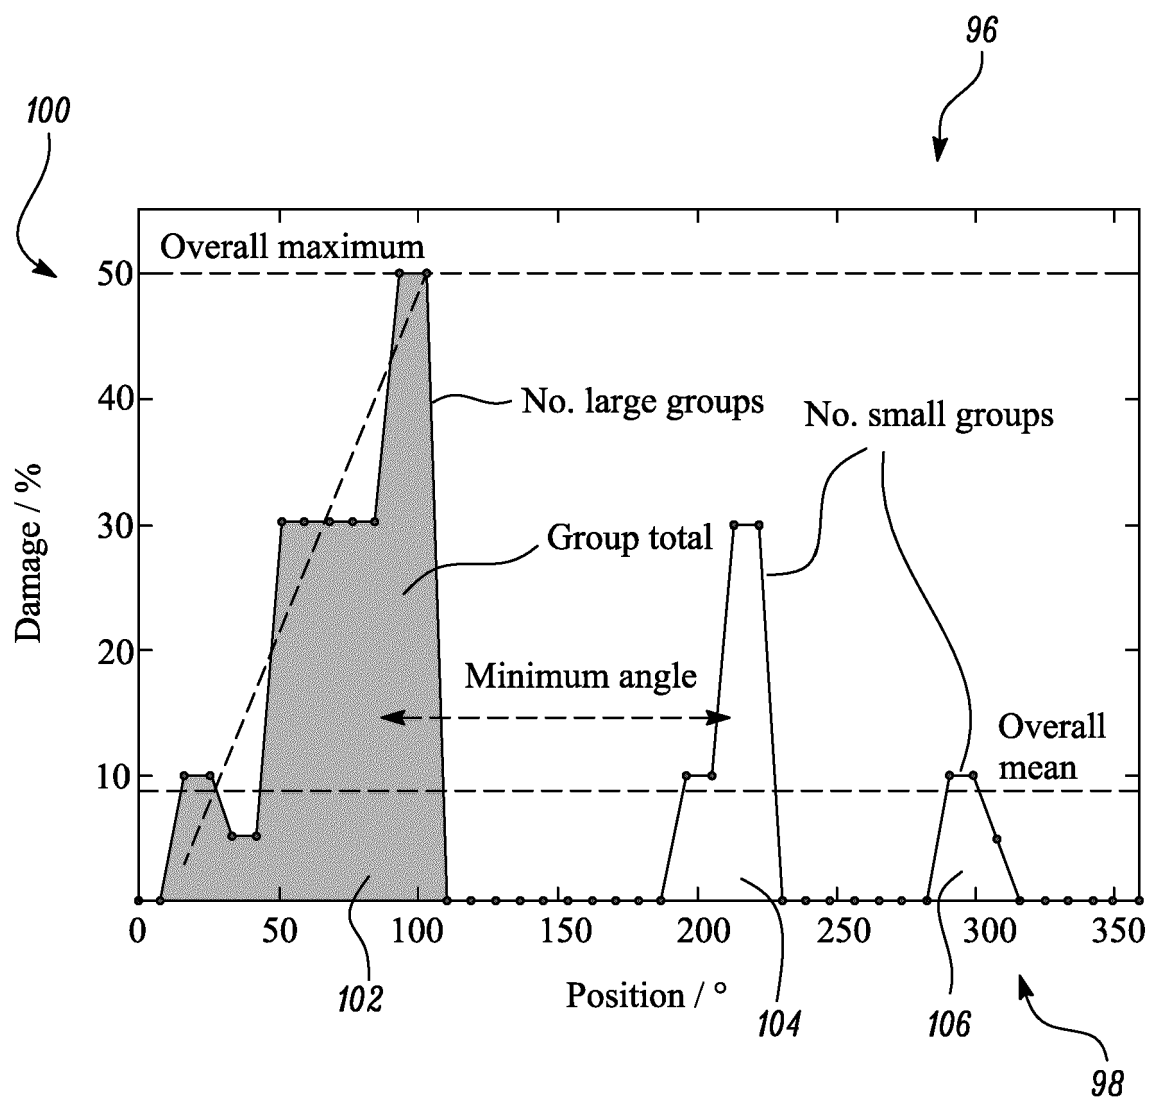 96
100
Overall maximum
50
40
No. large groups
No. small groups
Damage / %
30
Group total
20
Minimum angle
Overall
mean
10
0 50 100 150 200 250 300 350
102
Position / °
104
106
98